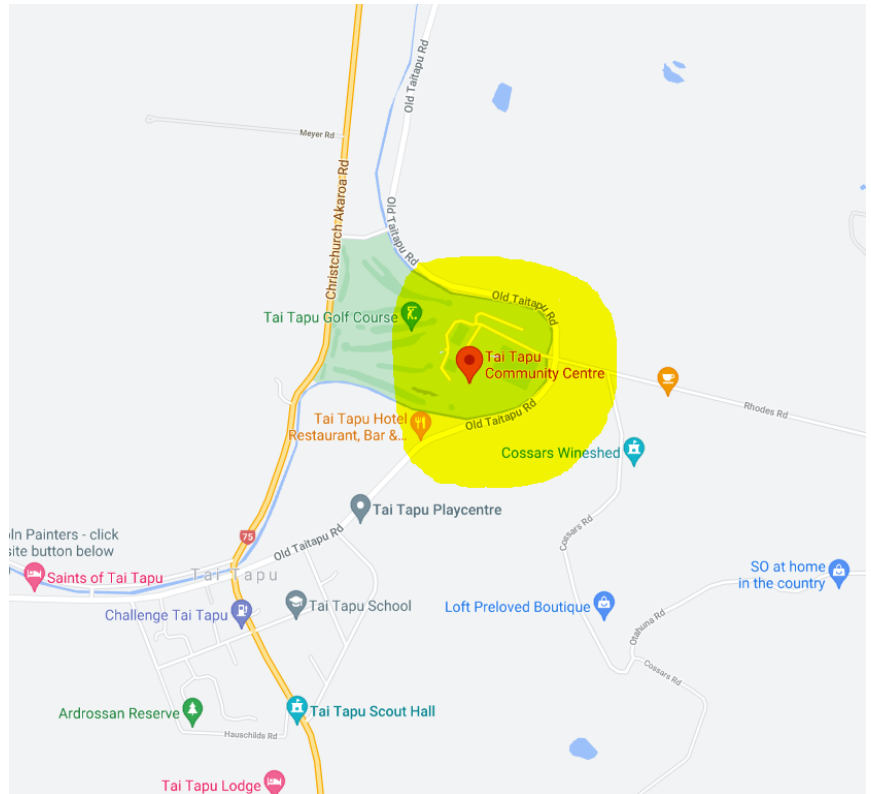 Old Taitapu Rd
Meyer Rd
Christchurch Akaroa Rd
Old Taitapu Rd
Old Taitapu Rd
Tai Tapu Golf Course
Tai Tapu
Community Centre
Rhodes Rd
Tai Tapu Hotel
Restaurant, Bar &...
Old Taitapu Rd
Cossars Wineshed
Tai Tapu Playcentre
Cossars Rd
ln Painters - click
site button below
75
Old Taitapu Rd
Tai Tapu
Saints of Tai Tapu
SO at home
in the country
Challenge Tai Tapu
Tai Tapu School
Loft Preloved Boutique
Otahuna Rd
Cossars Rd
Ardrossan Reserve
Tai Tapu Scout Hall
Hauschilds Rd
Tai Tapu Lodge